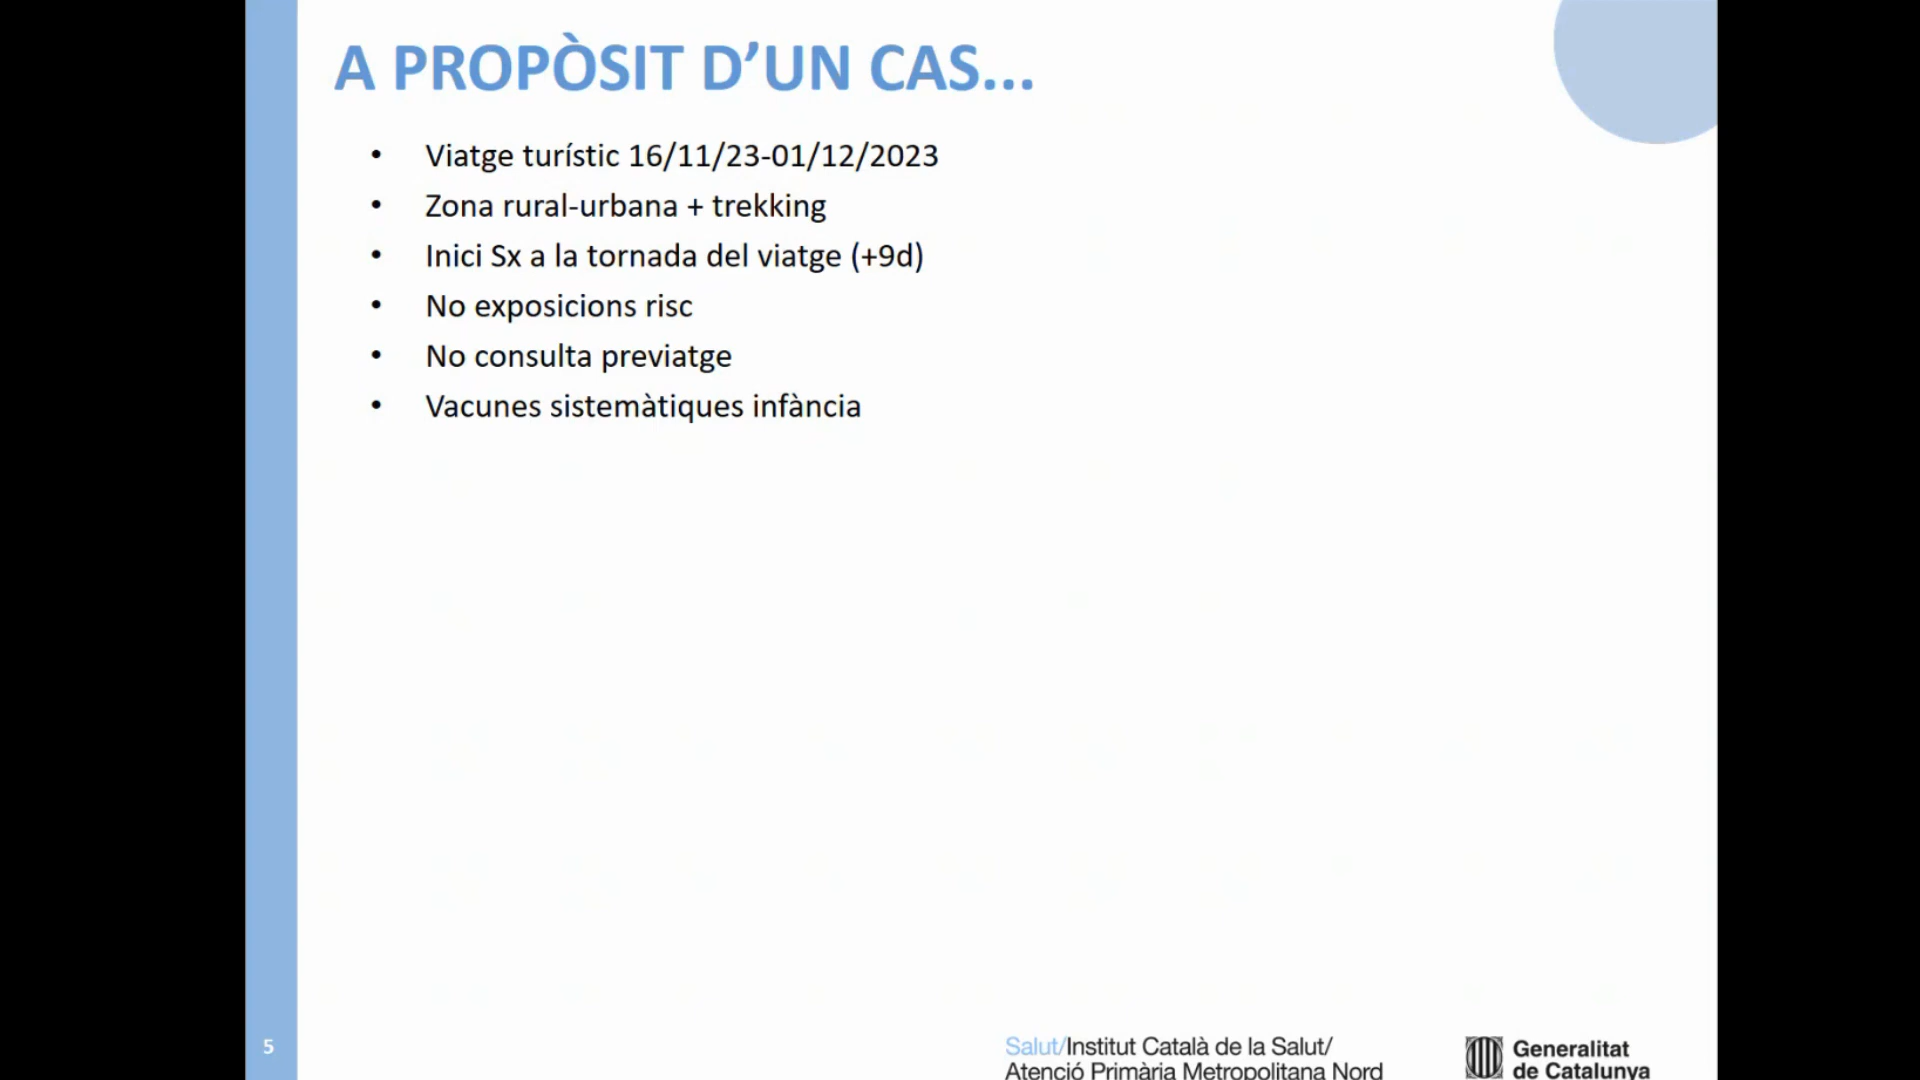 A PROPÒSIT D’UN CAS...
• Viatge turístic 16/11/23-01/12/2023
• Zona rural-urbana + trekking
• Inici Sx a la tornada del viatge (+9d)
• No exposicions risc
• No consulta previatge
• Vacunes sistemàtiques infància
5
Salut/Institut Català de la Salut/
Atenció Primària Metropolitana Nord
Generalitat
de Catalunya